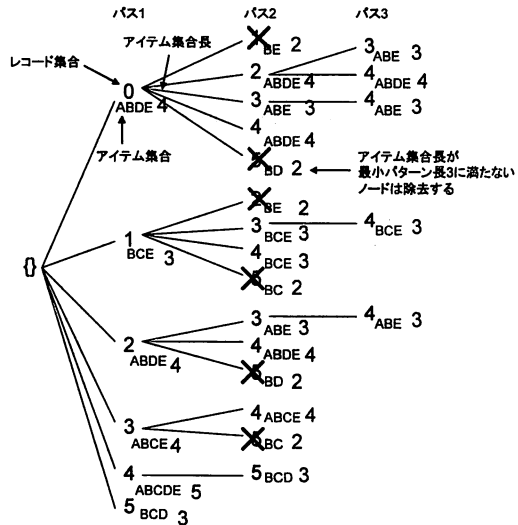 パス1 パス2 パス3
レコード集合
アイテム集合長
アイテム集合
アイテム集合長が
最小パターン長3に満たない
ノードは除去する
{}
0 ABDE 4
BE 2
2 ABDE 4
3 ABE 3
4 ABDE 4
3 ABE 3
4 ABE 3
4 ABDE 4
BD 2
1 BCE 3
BE 2
3 BCE 3
4 BCE 3
4 BCE 3
BC 2
2 ABDE 4
3 ABE 3
4 ABE 3
4 ABDE 4
BD 2
3 ABCE 4
4 ABCE 4
BC 2
4 ABCDE 5
5 BCD 3
5 BCD 3